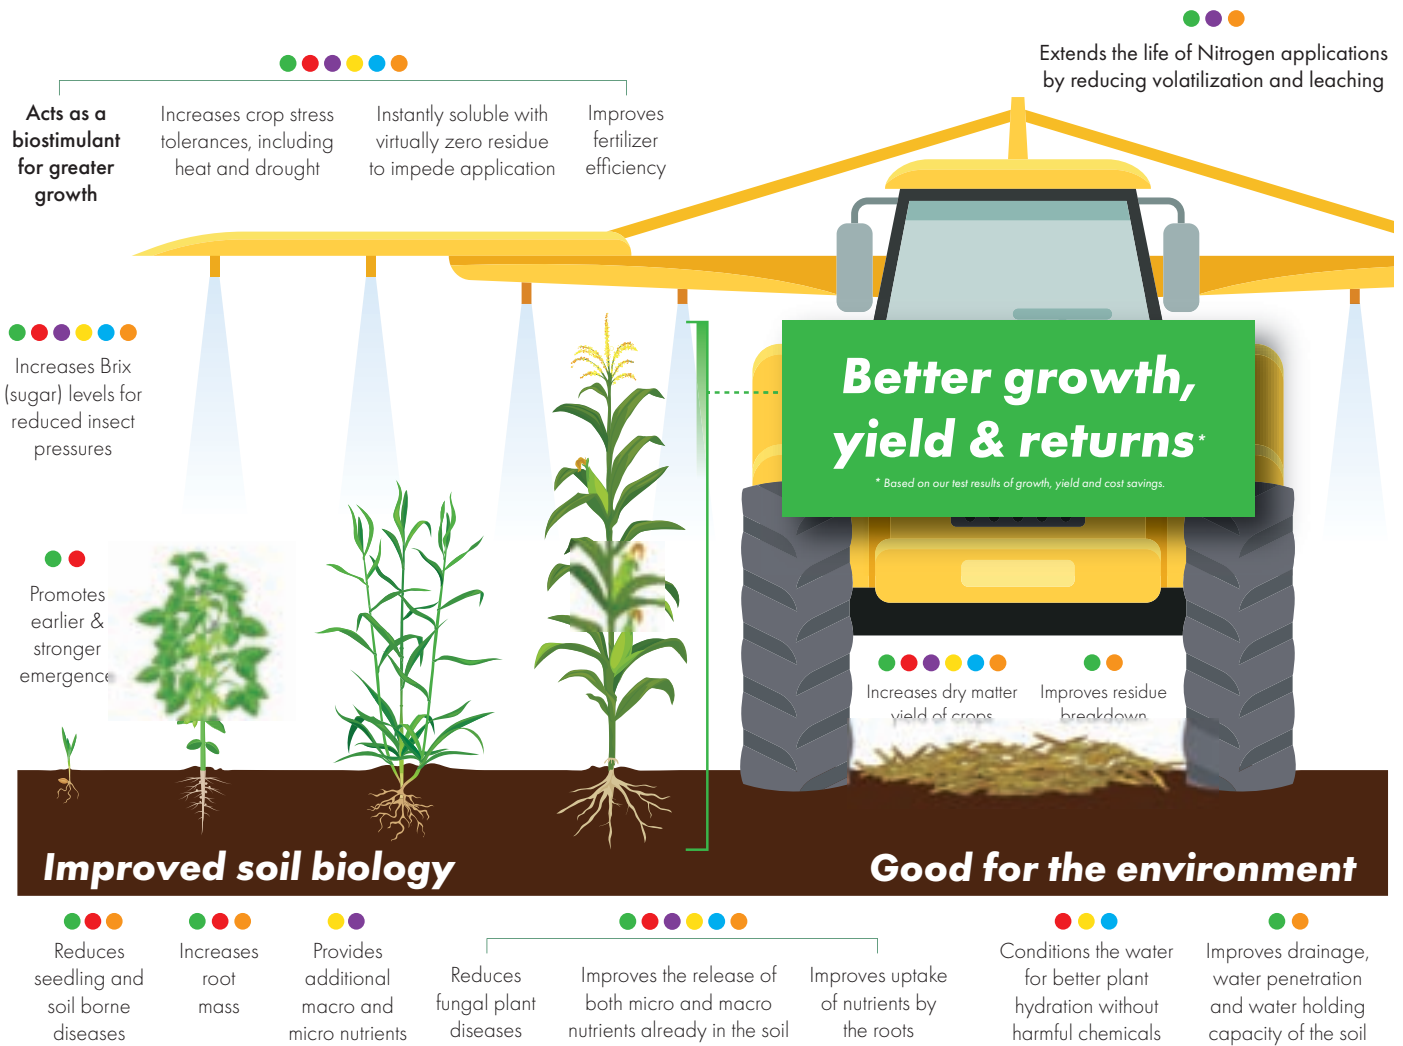 Extends the life of Nitrogen applications
by reducing volatilization and leaching
Acts as a
biostimulant
for greater
growth
Increases crop stress
tolerances, including
heat and drought
Instantly soluble with
virtually zero residue
to impede application
Improves
fertilizer
efficiency
Increases Brix
(sugar) levels for
reduced insect
pressures
Better growth,
yield & returns*
* Based on our test results of growth, yield and cost savings.
Promotes
earlier &
stronger
emergence
Increases dry matter
yield of crops
Improves residue
breakdown
Improved soil biology
Good for the environment
Reduces
seedling and
soil borne
diseases
Increases
root
mass
Provides
additional
macro and
micro nutrients
Reduces
fungal plant
diseases
Improves the release of
both micro and macro
nutrients already in the soil
Improves uptake
of nutrients by
the roots
Conditions the water
for better plant
hydration without
harmful chemicals
Improves drainage,
water penetration
and water holding
capacity of the soil